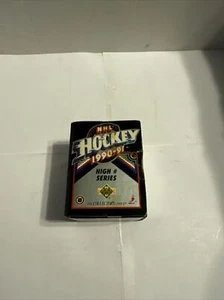 NHL
HOCKEY
1990-91
HIGH #
SERIES